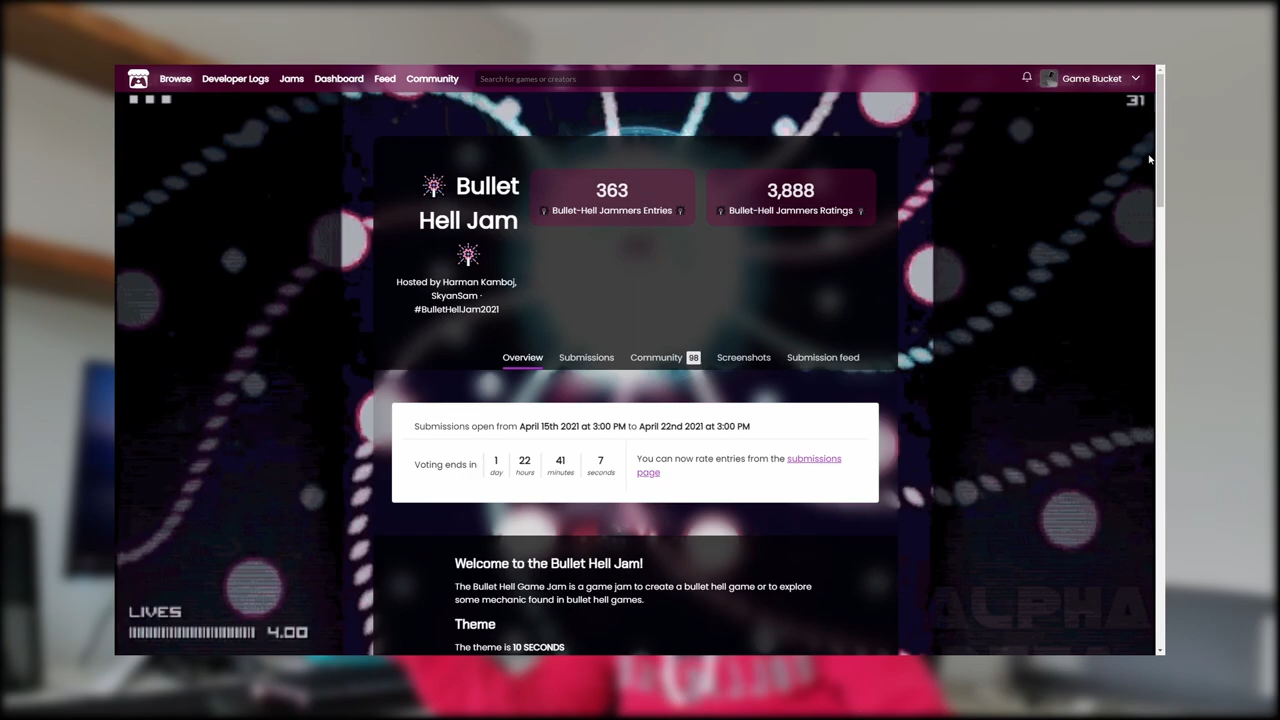 Browse Developer Logs Jams Dashboard Feed Community Search for games or creators Game Bucket
31
Bullet
Hell Jam
363
Bullet-Hell Jammers Entries
3,888
Bullet-Hell Jammers Ratings
Hosted by Harman Kamboj,
SkyanSam ·
#BulletHellJam2021
Overview Submissions Community 98 Screenshots Submission feed
Submissions open from April 15th 2021 at 3:00 PM to April 22nd 2021 at 3:00 PM
Voting ends in
1 22 41 7
day hours minutes seconds
You can now rate entries from the submissions
page
Welcome to the Bullet Hell Jam!
The Bullet Hell Game Jam is a game jam to create a bullet hell game or to explore
some mechanic found in bullet hell games.
Theme
The theme is 10 SECONDS
LIVES
4.00
ALPHA